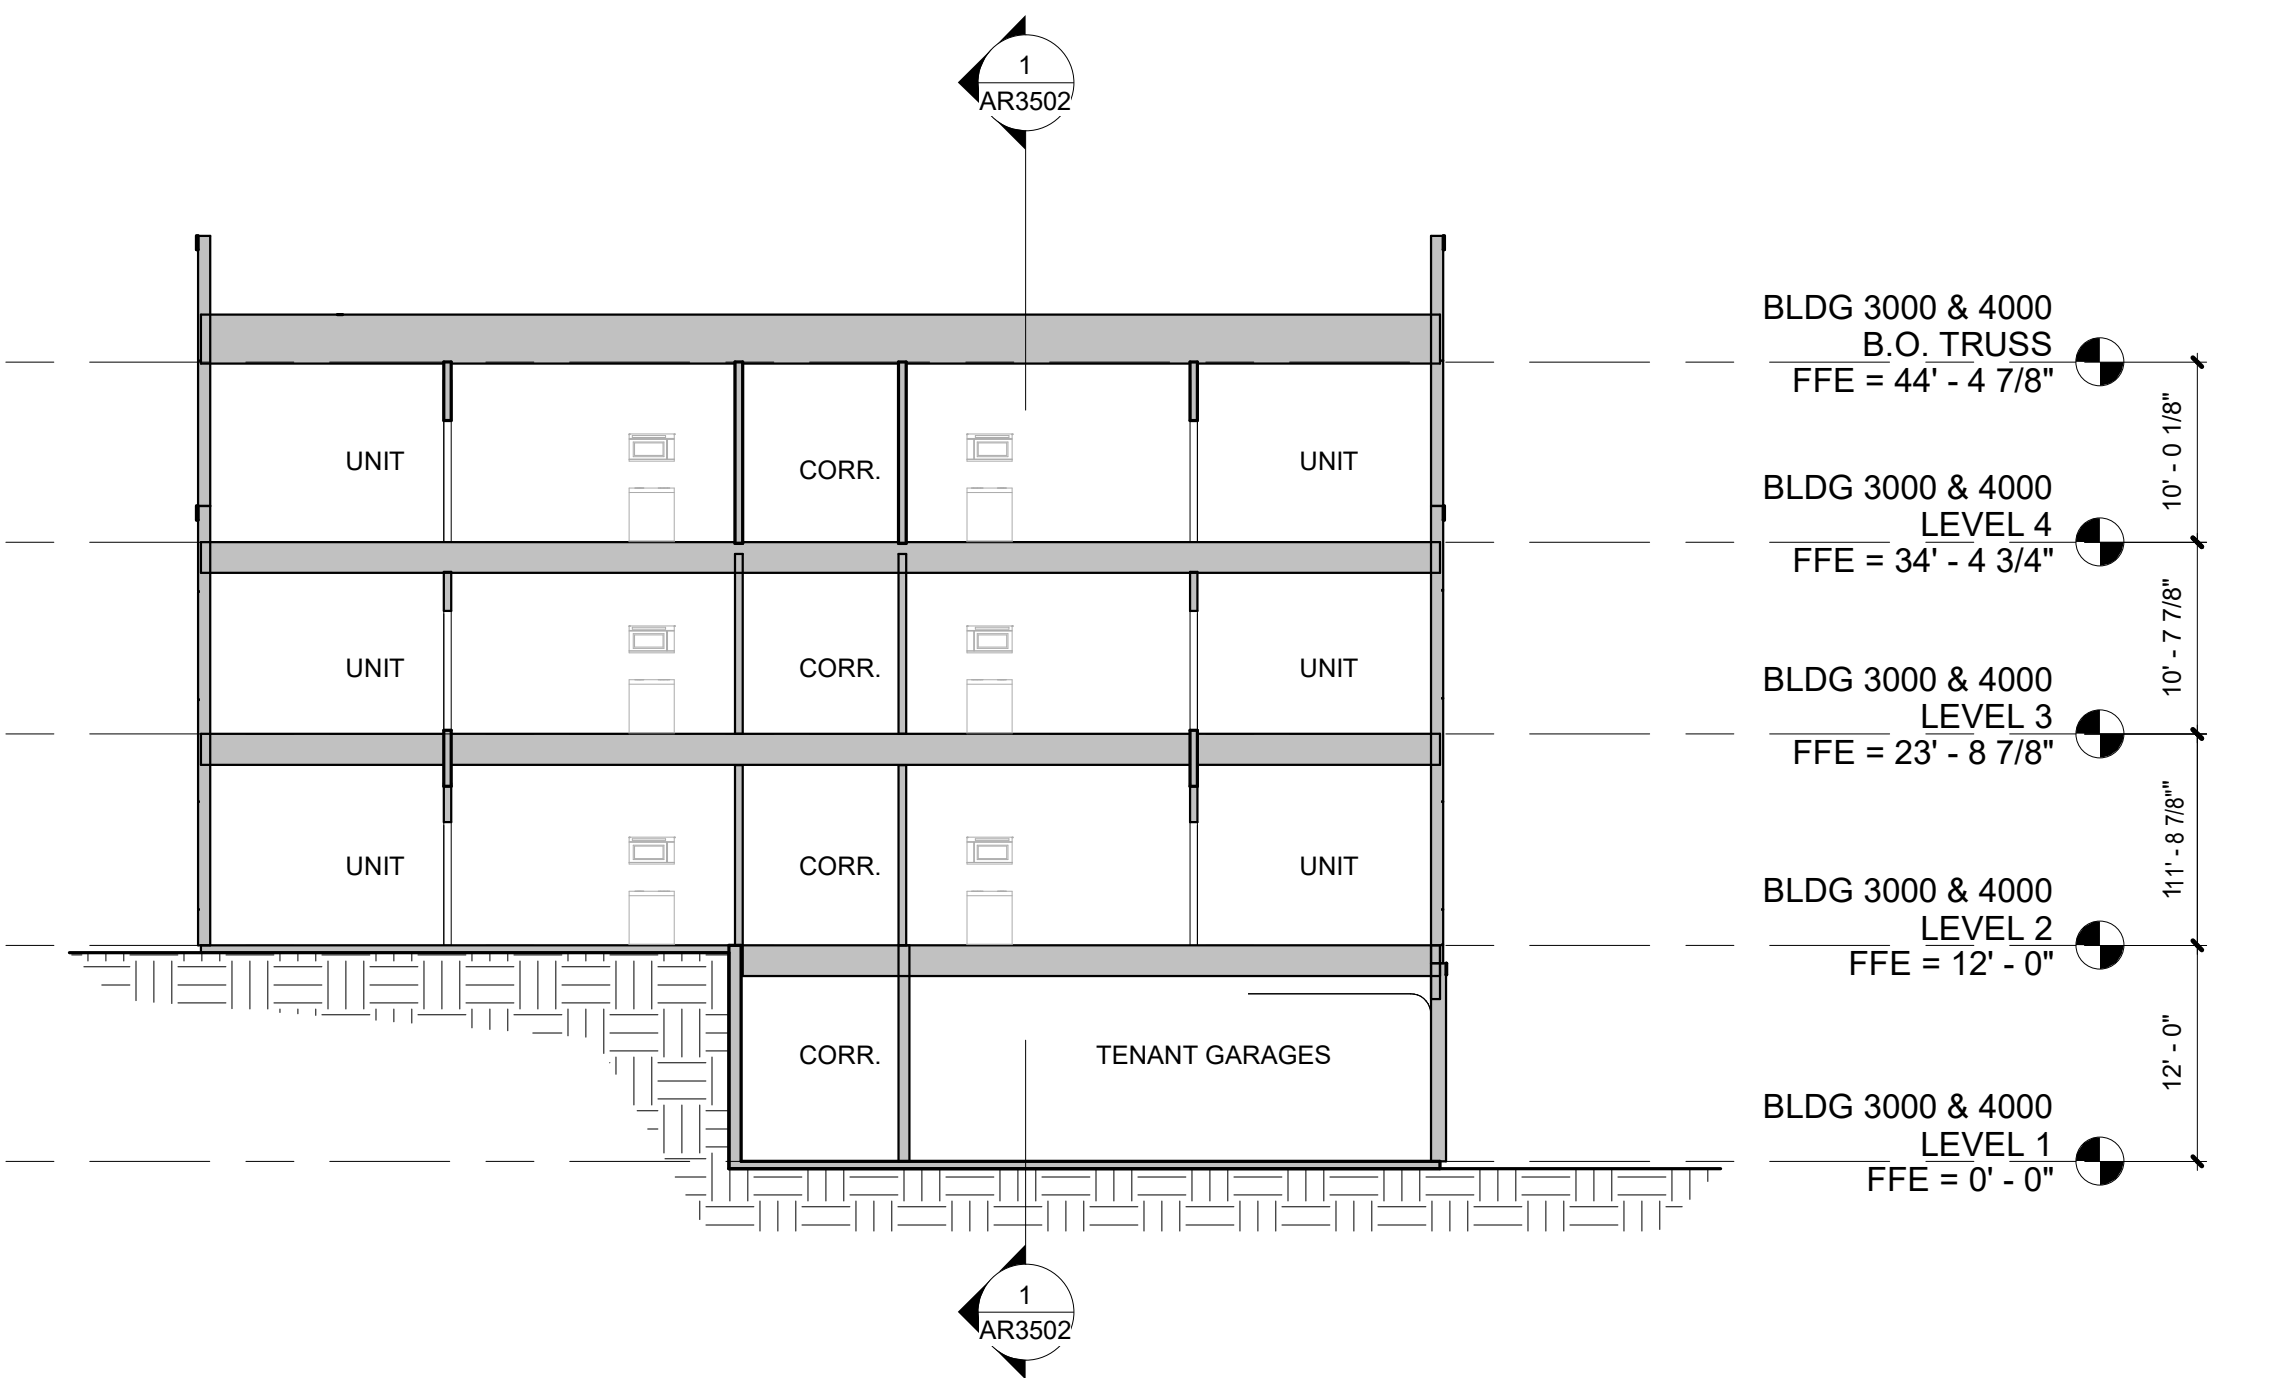 1
AR3502
BLDG 3000 & 4000
B.O. TRUSS
FFE = 44' - 4 7/8"
10' - 0 1/8"
UNIT
CORR.
UNIT
BLDG 3000 & 4000
LEVEL 4
FFE = 34' - 4 3/4"
10' - 7 7/8"
UNIT
CORR.
UNIT
BLDG 3000 & 4000
LEVEL 3
FFE = 23' - 8 7/8"
11' - 8 7/8"
UNIT
CORR.
UNIT
BLDG 3000 & 4000
LEVEL 2
FFE = 12' - 0"
12' - 0"
CORR.
TENANT GARAGES
BLDG 3000 & 4000
LEVEL 1
FFE = 0' - 0"
1
AR3502